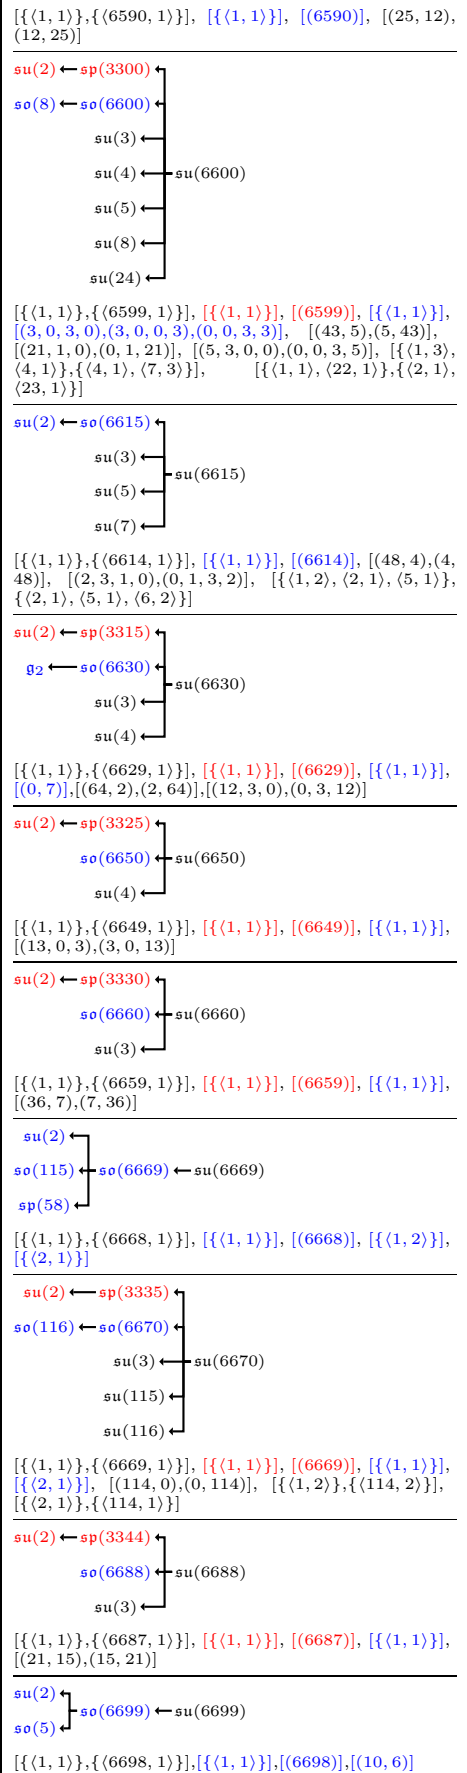 [{⟨1, 1⟩},{⟨6590, 1⟩}], [{⟨1, 1⟩}], [(6590)], [(25, 12),
(12, 25)]
𝔰𝔲(2) 𝔰𝔭(3300)
𝔰𝔬(8) 𝔰𝔬(6600)
𝔰𝔲(3)
𝔰𝔲(4) 𝔰𝔲(6600)
𝔰𝔲(5)
𝔰𝔲(8)
𝔰𝔲(24)
[{⟨1, 1⟩},{⟨6599, 1⟩}], [{⟨1, 1⟩}], [(6599)], [{⟨1, 1⟩}],
[(3, 0, 3, 0),(3, 0, 0, 3),(0, 0, 3, 3)], [(43, 5),(5, 43)],
[(21, 1, 0),(0, 1, 21)], [(5, 3, 0, 0),(0, 0, 3, 5)], [{⟨1, 3⟩,
⟨4, 1⟩},{⟨4, 1⟩, ⟨7, 3⟩}], [{⟨1, 1⟩, ⟨22, 1⟩},{⟨2, 1⟩,
⟨23, 1⟩}]
𝔰𝔲(2) 𝔰𝔬(6615)
𝔰𝔲(3)
𝔰𝔲(6615)
𝔰𝔲(5)
𝔰𝔲(7)
[{⟨1, 1⟩},{⟨6614, 1⟩}], [{⟨1, 1⟩}], [(6614)], [(48, 4),(4,
48)], [(2, 3, 1, 0),(0, 1, 3, 2)], [{⟨1, 2⟩, ⟨2, 1⟩, ⟨5, 1⟩},
{⟨2, 1⟩, ⟨5, 1⟩, ⟨6, 2⟩}]
𝔰𝔲(2) 𝔰𝔭(3315)
𝔤₂ 𝔰𝔬(6630)
𝔰𝔲(6630)
𝔰𝔲(3)
𝔰𝔲(4)
[{⟨1, 1⟩},{⟨6629, 1⟩}], [{⟨1, 1⟩}], [(6629)], [{⟨1, 1⟩}],
[(0, 7)],[(64, 2),(2, 64)],[(12, 3, 0),(0, 3, 12)]
𝔰𝔲(2) 𝔰𝔭(3325)
𝔰𝔬(6650) 𝔰𝔲(6650)
𝔰𝔲(4)
[{⟨1, 1⟩},{⟨6649, 1⟩}], [{⟨1, 1⟩}], [(6649)], [{⟨1, 1⟩}],
[(13, 0, 3),(3, 0, 13)]
𝔰𝔲(2) 𝔰𝔭(3330)
𝔰𝔬(6660) 𝔰𝔲(6660)
𝔰𝔲(3)
[{⟨1, 1⟩},{⟨6659, 1⟩}], [{⟨1, 1⟩}], [(6659)], [{⟨1, 1⟩}],
[(36, 7),(7, 36)]
𝔰𝔲(2)
𝔰𝔬(115) 𝔰𝔬(6669) 𝔰𝔲(6669)
𝔰𝔭(58)
[{⟨1, 1⟩},{⟨6668, 1⟩}], [{⟨1, 1⟩}], [(6668)], [{⟨1, 2⟩}],
[{⟨2, 1⟩}]
𝔰𝔲(2) 𝔰𝔭(3335)
𝔰𝔬(116) 𝔰𝔬(6670)
𝔰𝔲(3) 𝔰𝔲(6670)
𝔰𝔲(115)
𝔰𝔲(116)
[{⟨1, 1⟩},{⟨6669, 1⟩}], [{⟨1, 1⟩}], [(6669)], [{⟨1, 1⟩}],
[{⟨2, 1⟩}], [(114, 0),(0, 114)], [{⟨1, 2⟩},{⟨114, 2⟩}],
[{⟨2, 1⟩},{⟨114, 1⟩}]
𝔰𝔲(2) 𝔰𝔭(3344)
𝔰𝔬(6688) 𝔰𝔲(6688)
𝔰𝔲(3)
[{⟨1, 1⟩},{⟨6687, 1⟩}], [{⟨1, 1⟩}], [(6687)], [{⟨1, 1⟩}],
[(21, 15),(15, 21)]
𝔰𝔲(2)
𝔰𝔬(6699) 𝔰𝔲(6699)
𝔰𝔬(5)
[{⟨1, 1⟩},{⟨6698, 1⟩}],[{⟨1, 1⟩}],[(6698)],[(10, 6)]